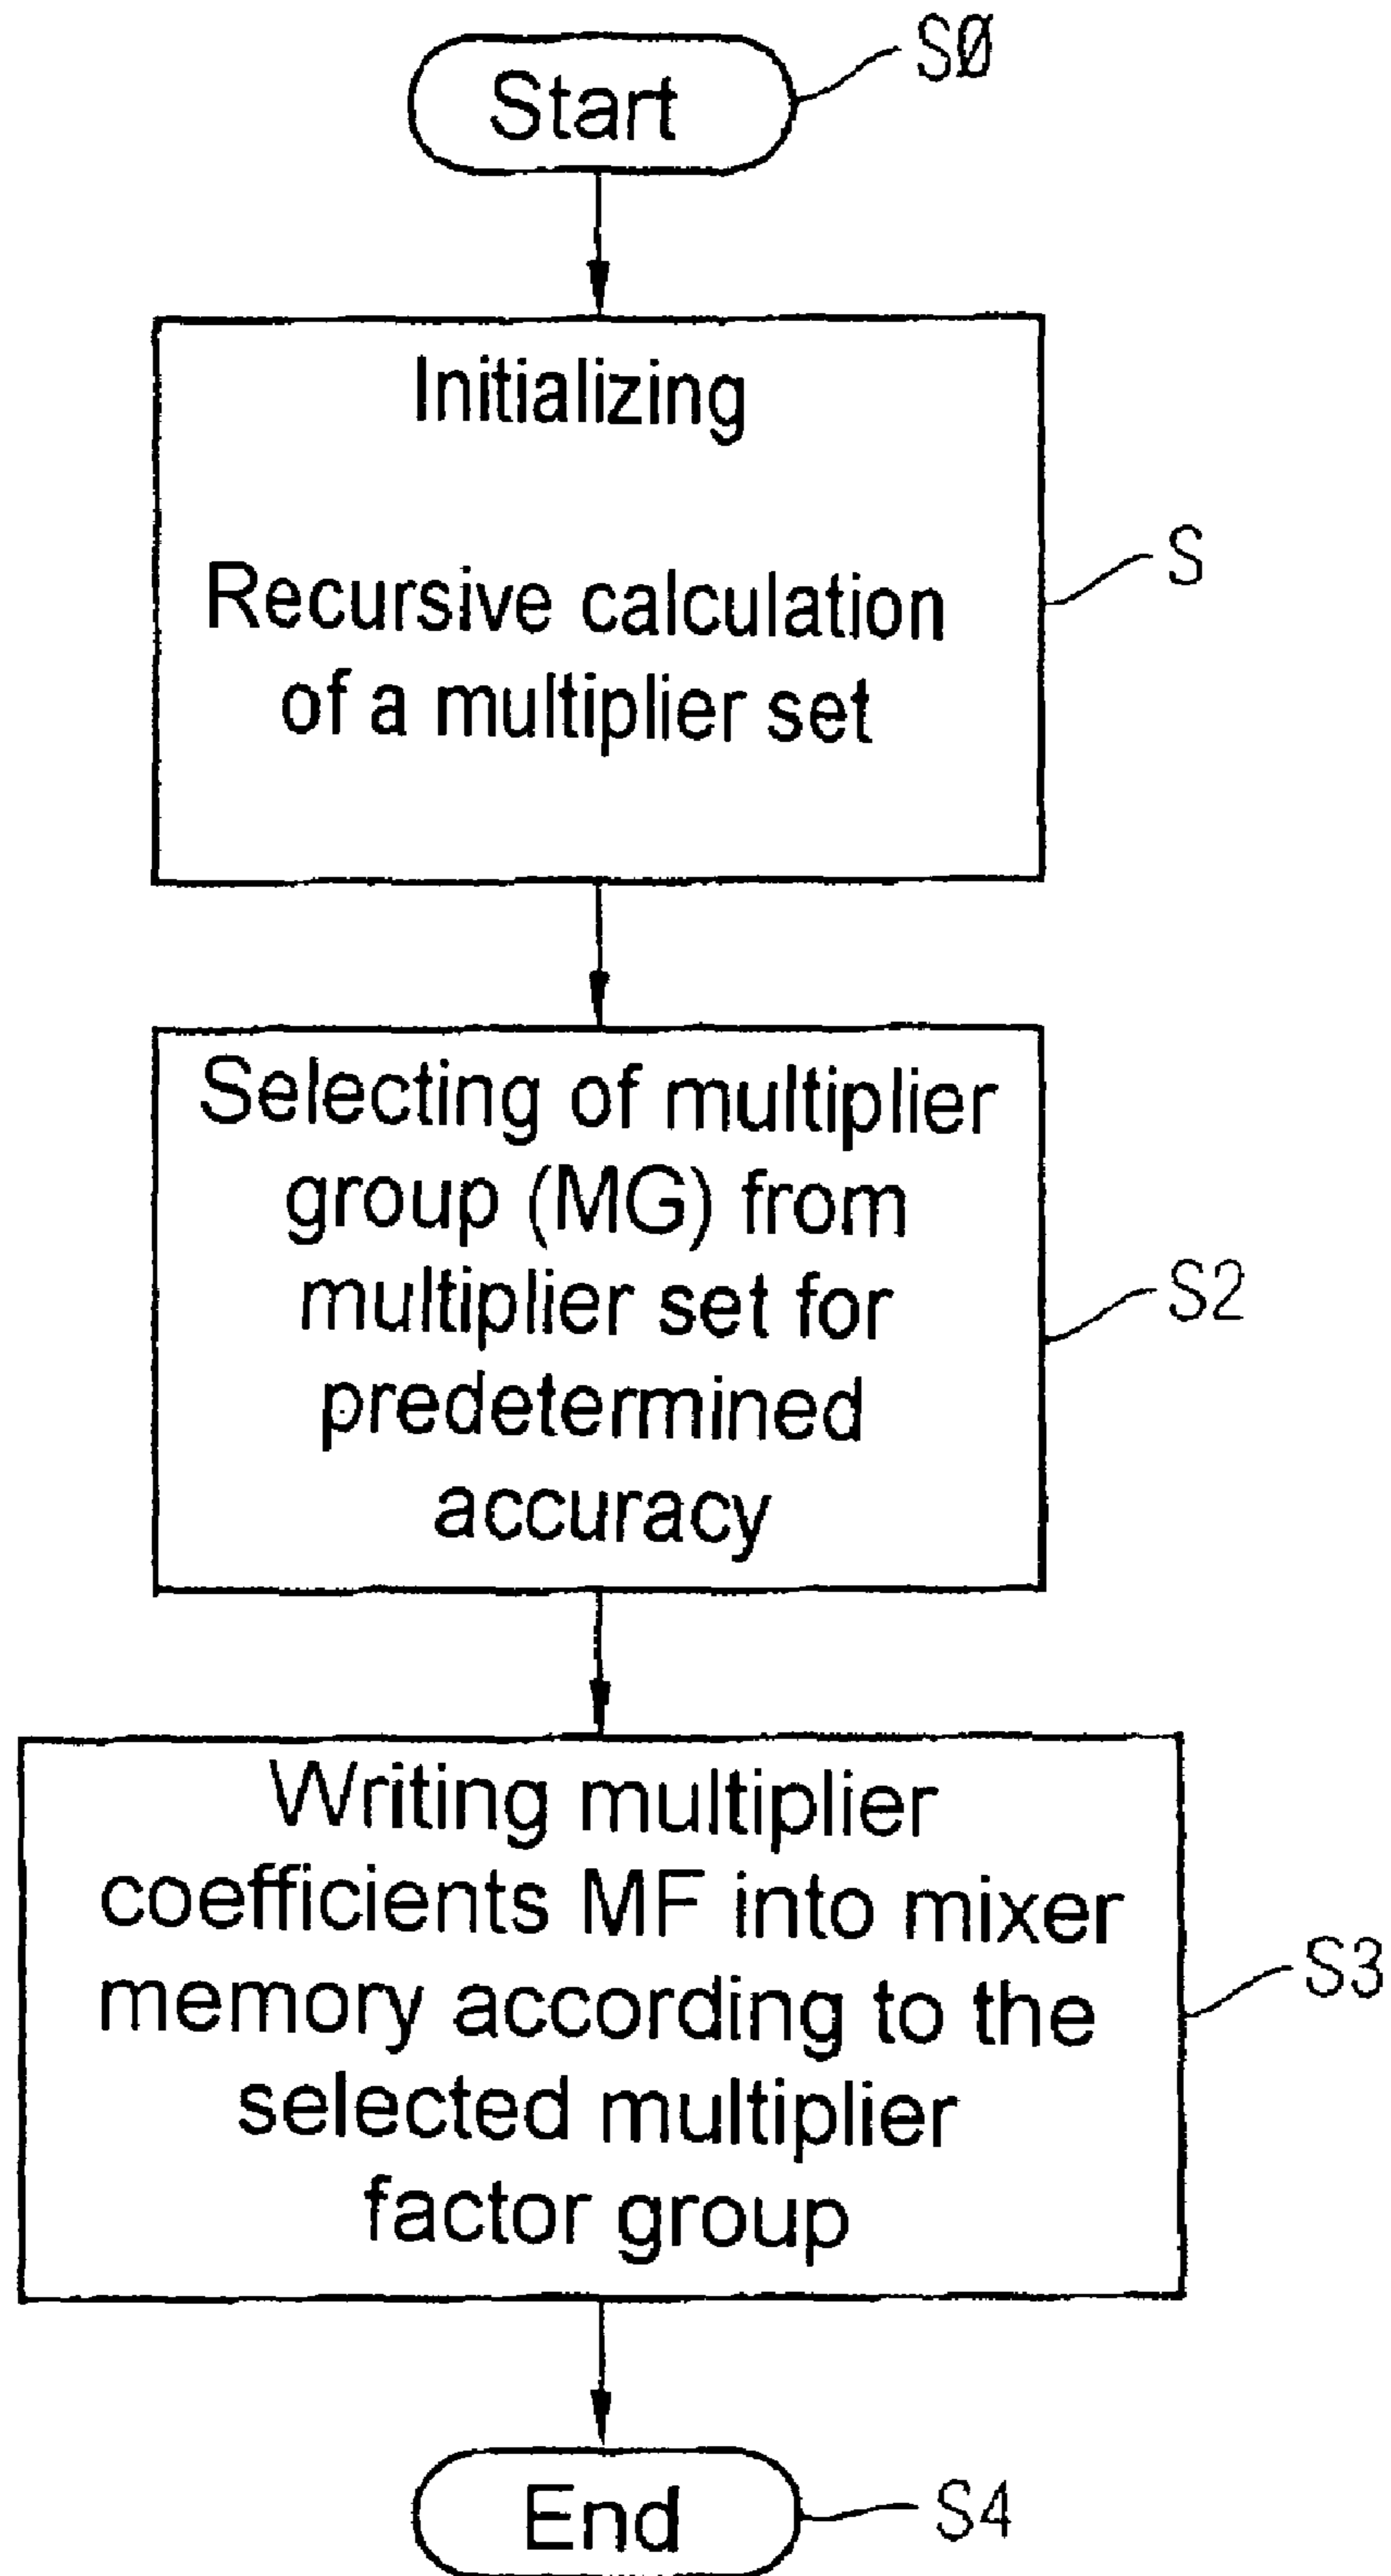 Start
SØ
Initializing
Recursive calculation
of a multiplier set
S
Selecting of multiplier
group (MG) from
multiplier set for
predetermined
accuracy
S2
Writing multiplier
coefficients MF into mixer
memory according to the
selected multiplier
factor group
S3
End
S4